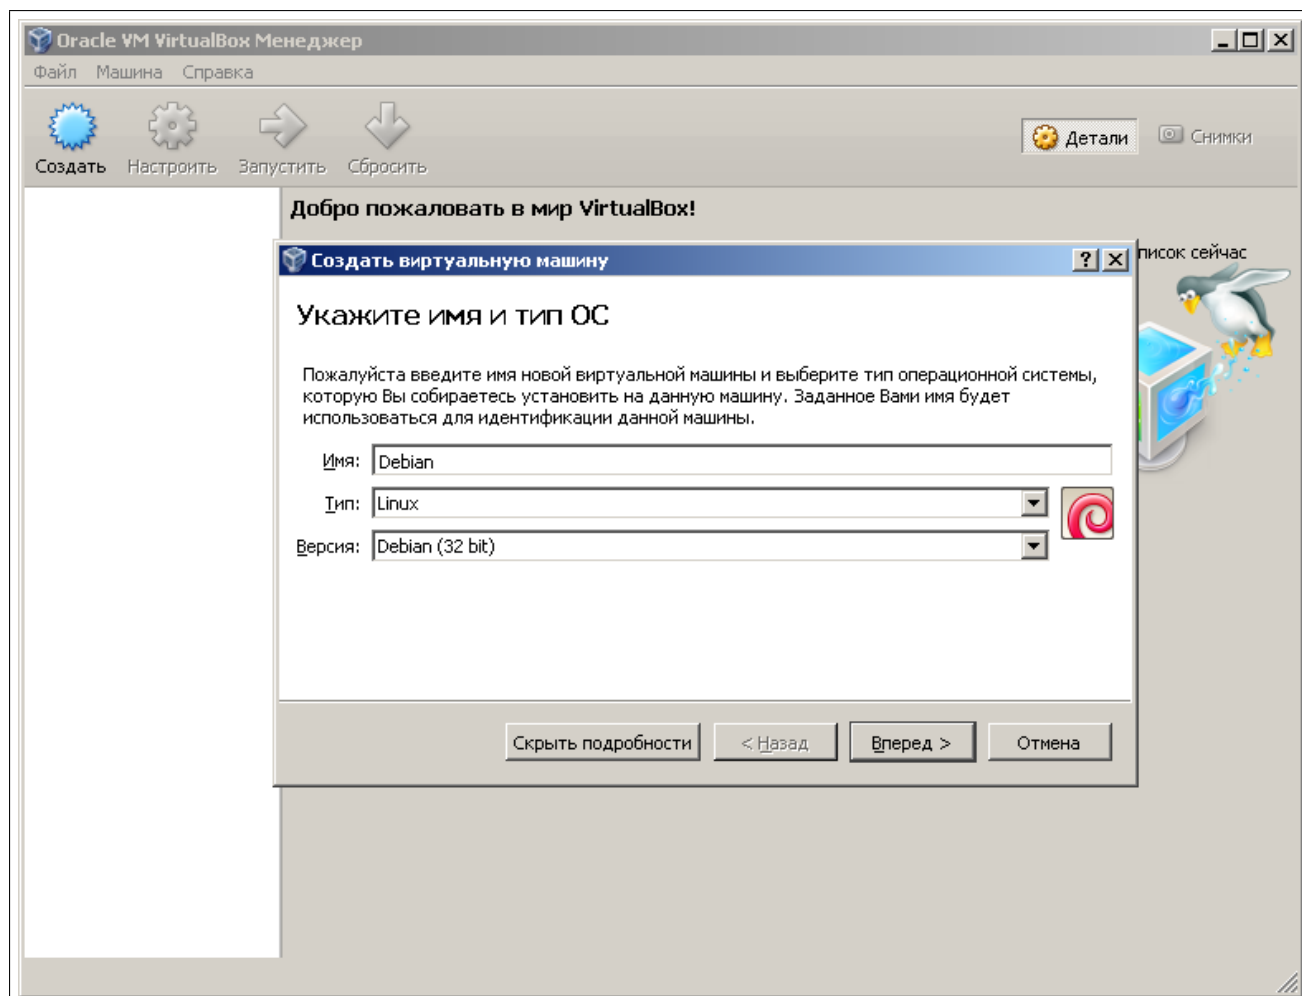 Oracle VM VirtualBox Менеджер
Файл Машина Справка
Создать Настроить Запустить Сбросить
Детали Снимки
Добро пожаловать в мир VirtualBox!
писок сейчас
Создать виртуальную машину
Укажите имя и тип ОС
Пожалуйста введите имя новой виртуальной машины и выберите тип операционной системы,
которую Вы собираетесь установить на данную машину. Заданное Вами имя будет
использоваться для идентификации данной машины.
Имя: Debian
Тип: Linux
Версия: Debian (32 bit)
Скрыть подробности < Назад Вперед > Отмена